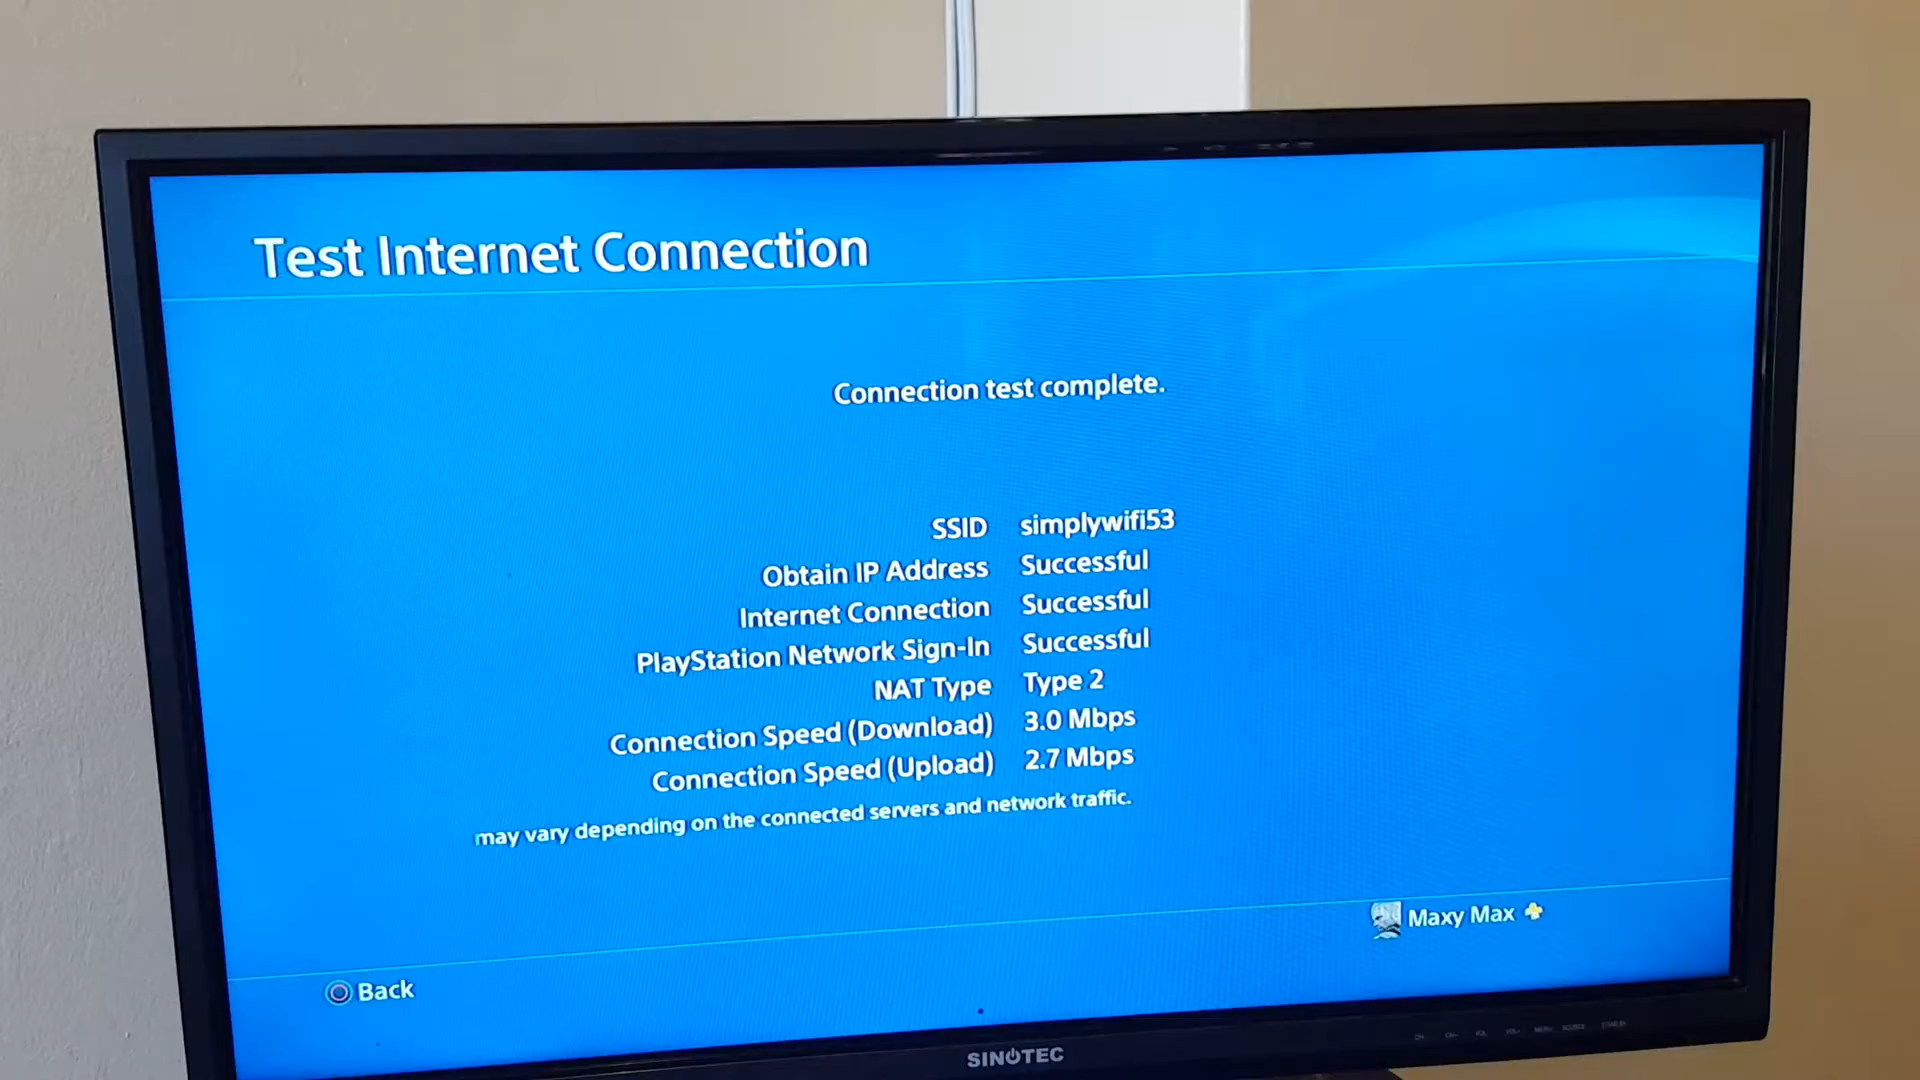 Test Internet Connection
Connection test complete.
SSID simplywifi53
Obtain IP Address Successful
Internet Connection Successful
PlayStation Network Sign-In Successful
NAT Type Type 2
Connection Speed (Download) 3.0 Mbps
Connection Speed (Upload) 2.7 Mbps
may vary depending on the connected servers and network traffic.
Maxy Max
Back
SINOTEC